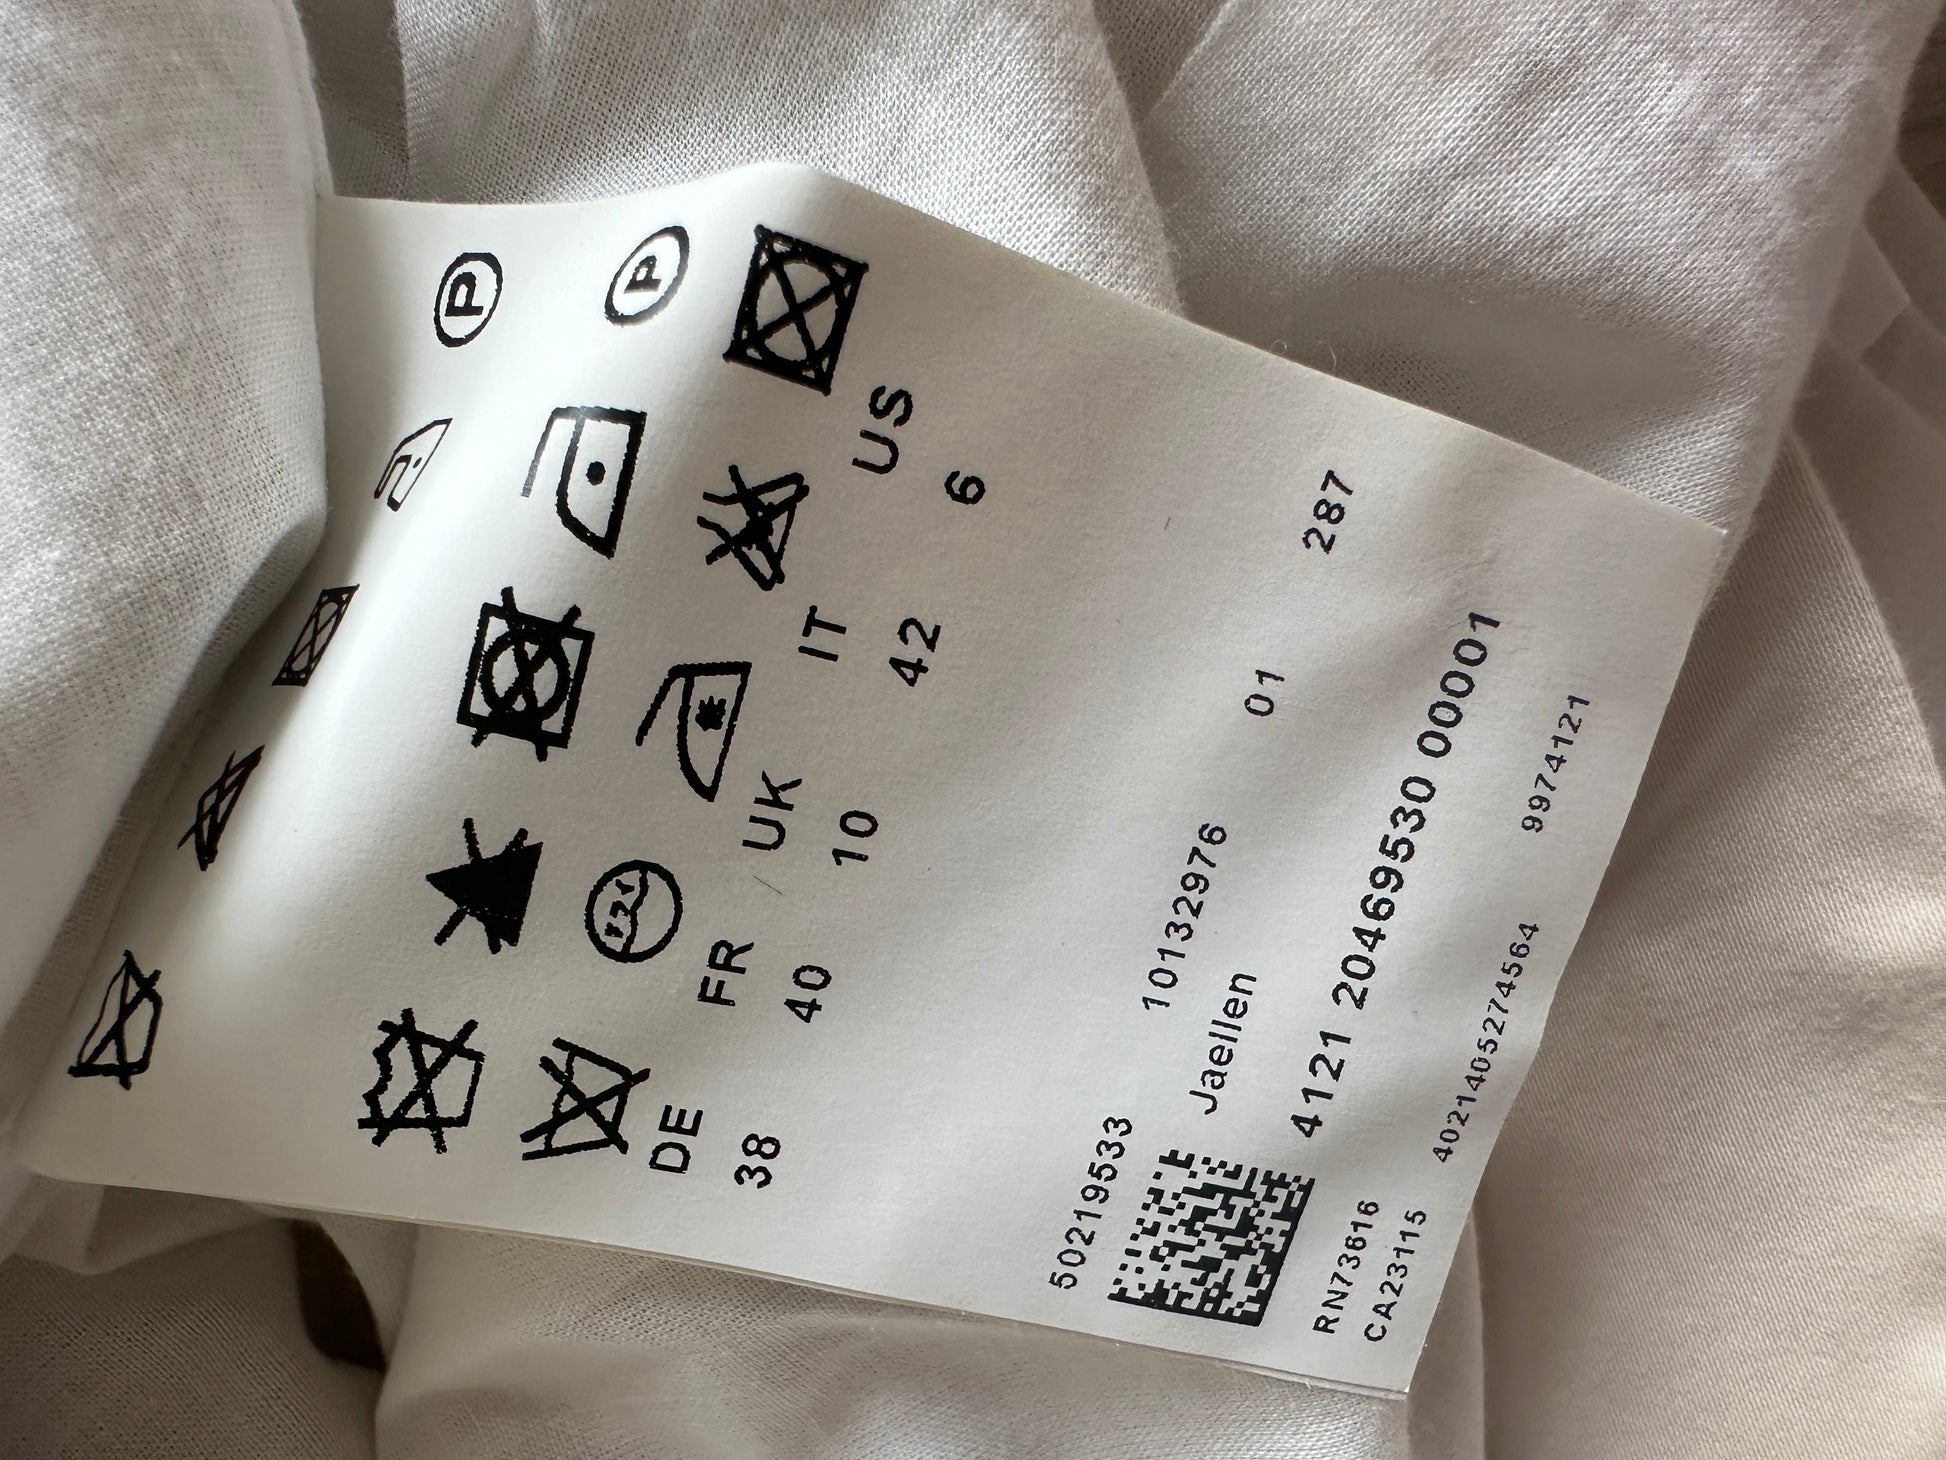 P
P
DE FR UK IT US
38 40 10 42 6
50219533 10132976 01 287
Jaellen
4121 20469530 00001
RN73616
CA23115 4021405274564 9974121